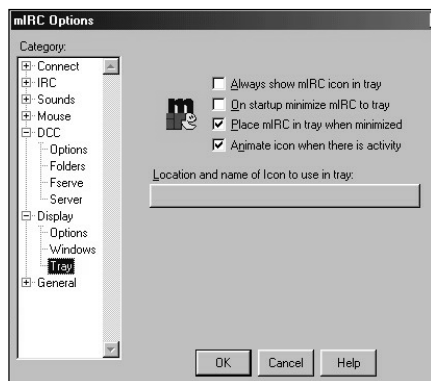 mIRC Options
Category:
Connect
IRC
Sounds
Mouse
DCC
Options
Folders
Fserve
Server
Display
Options
Windows
Tray
General
Always show mIRC icon in tray
On startup minimize mIRC to tray
Place mIRC in tray when minimized
Animate icon when there is activity
Location and name of Icon to use in tray:
OK
Cancel
Help